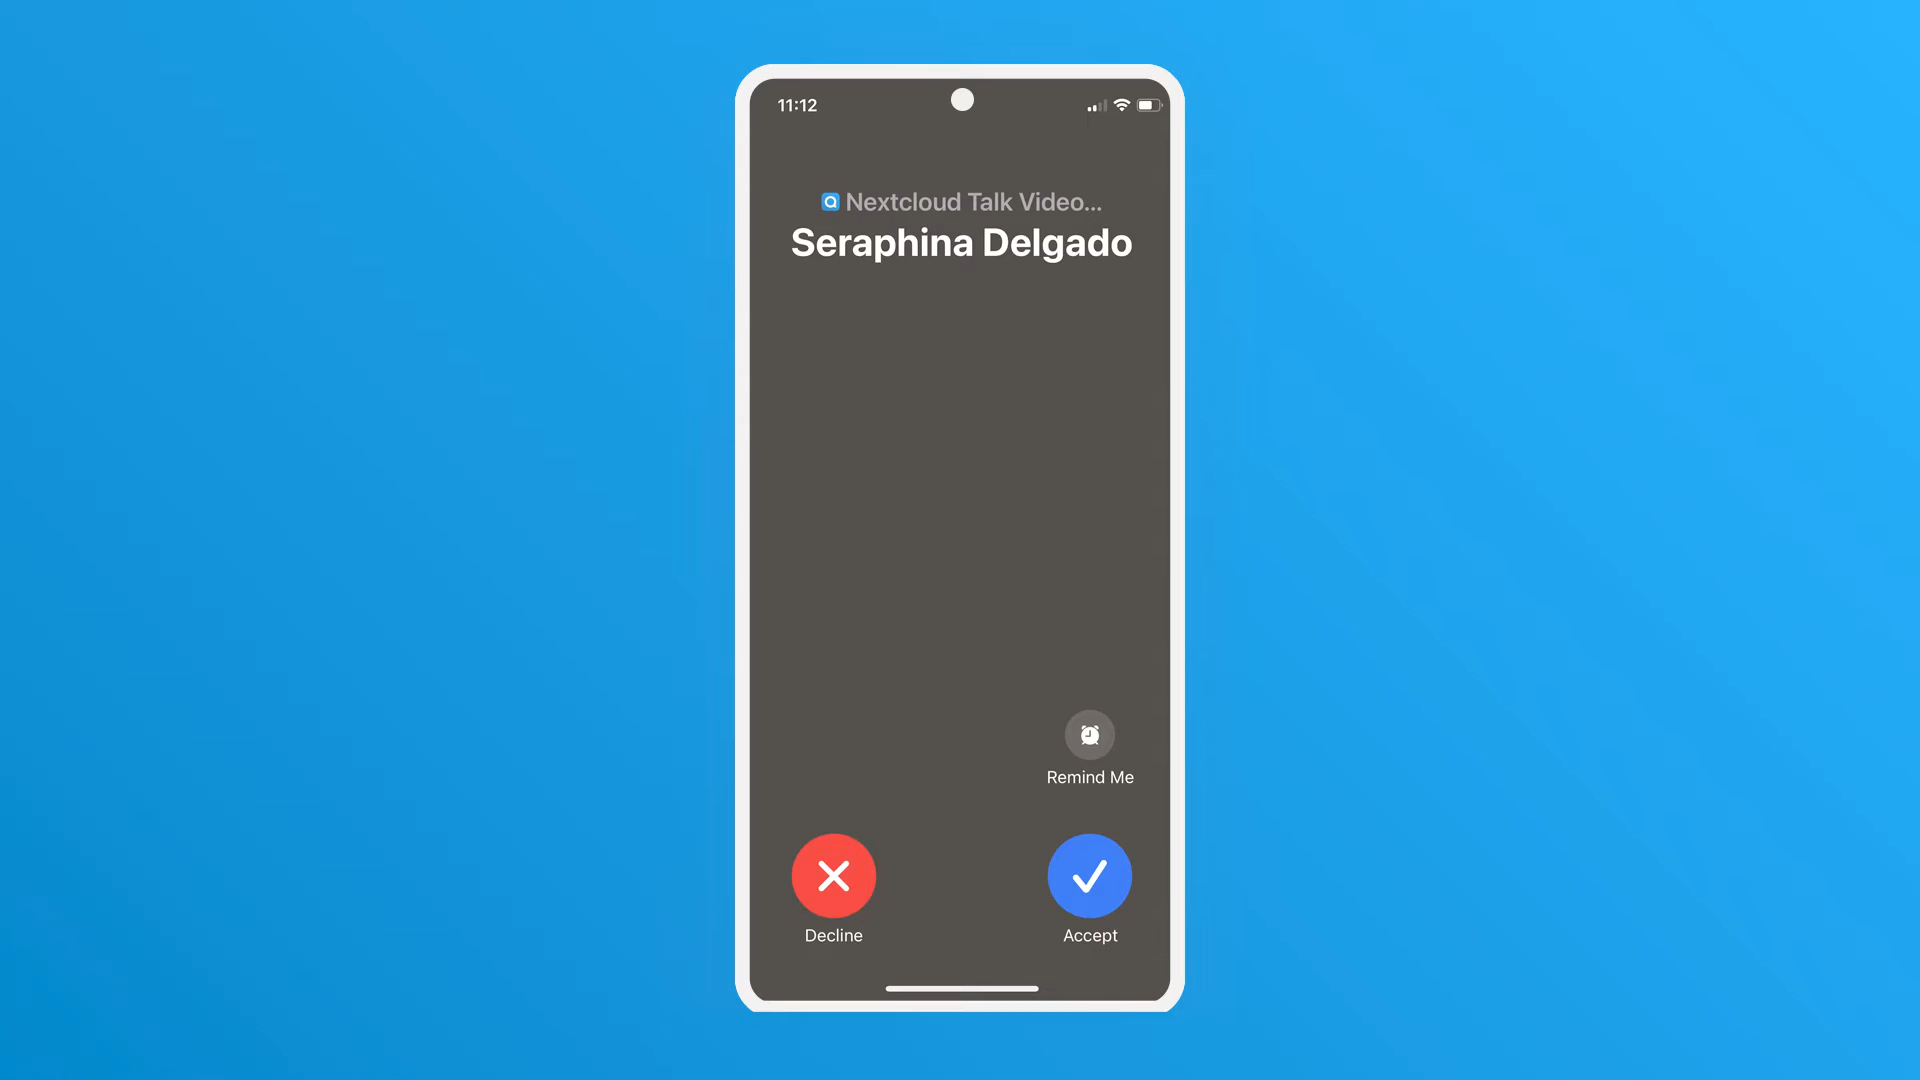 11:12
Nextcloud Talk Video...
Seraphina Delgado
Remind Me
Decline
Accept